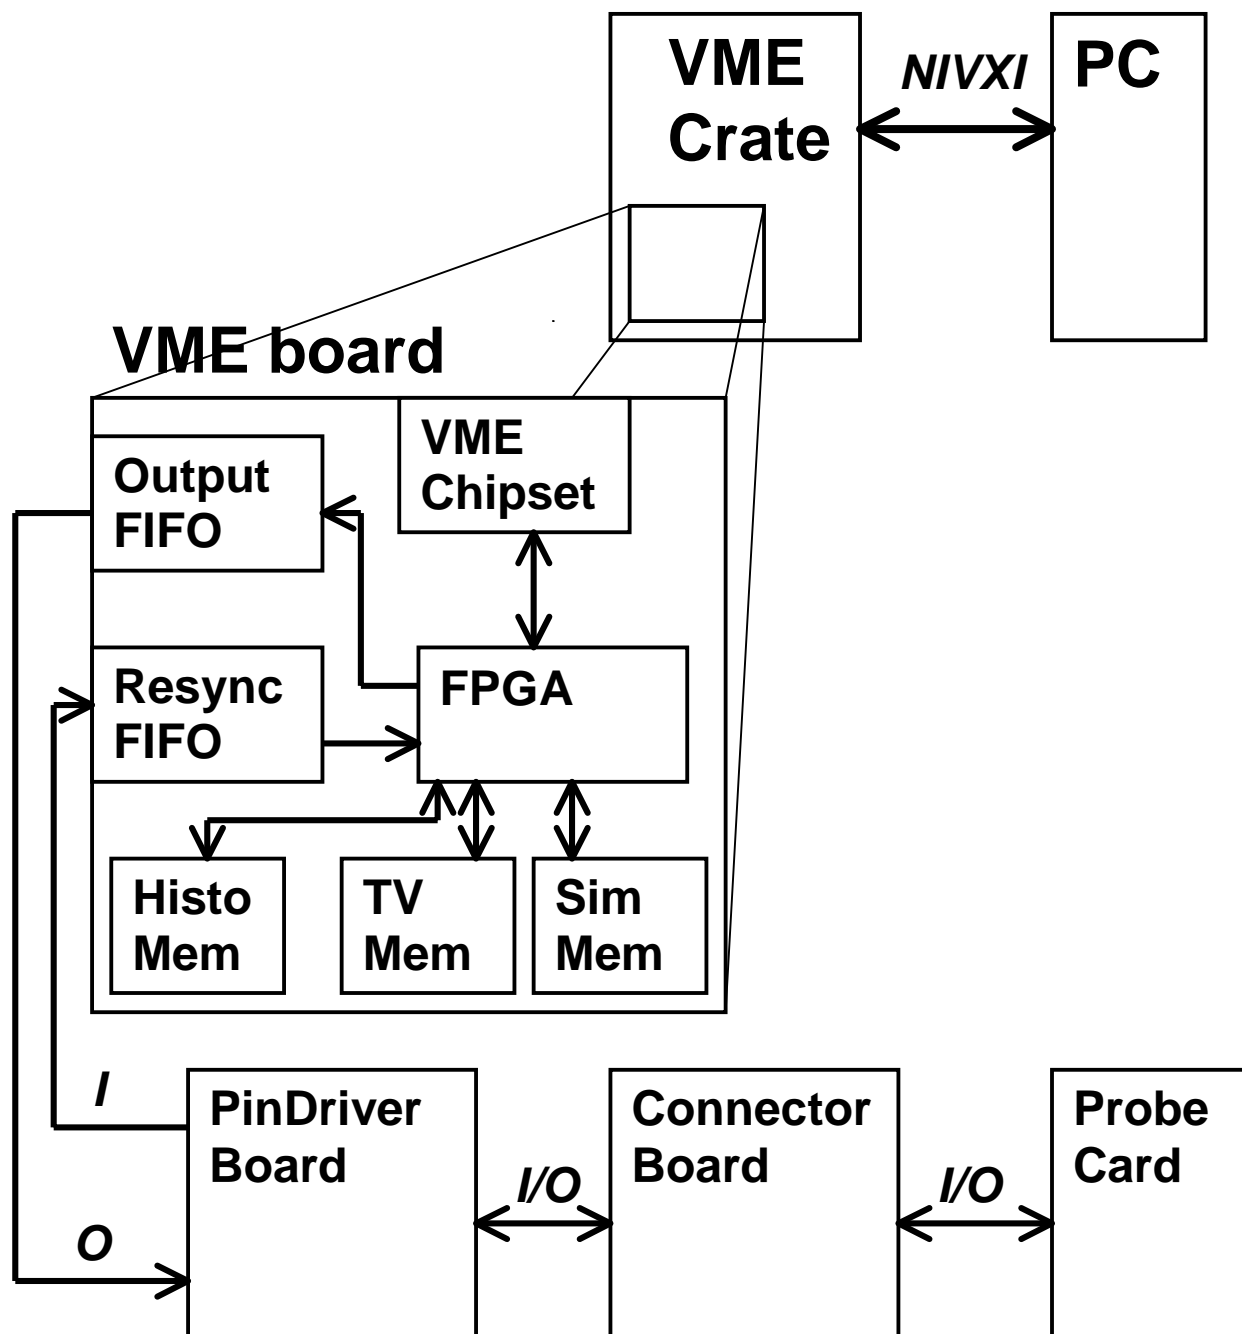 VME
Crate
NIVXI
PC
VME board
Output
FIFO
VME
Chipset
Resync
FIFO
FPGA
Histo
Mem
TV
Mem
Sim
Mem
I
O
PinDriver
Board
I/O
Connector
Board
I/O
Probe
Card